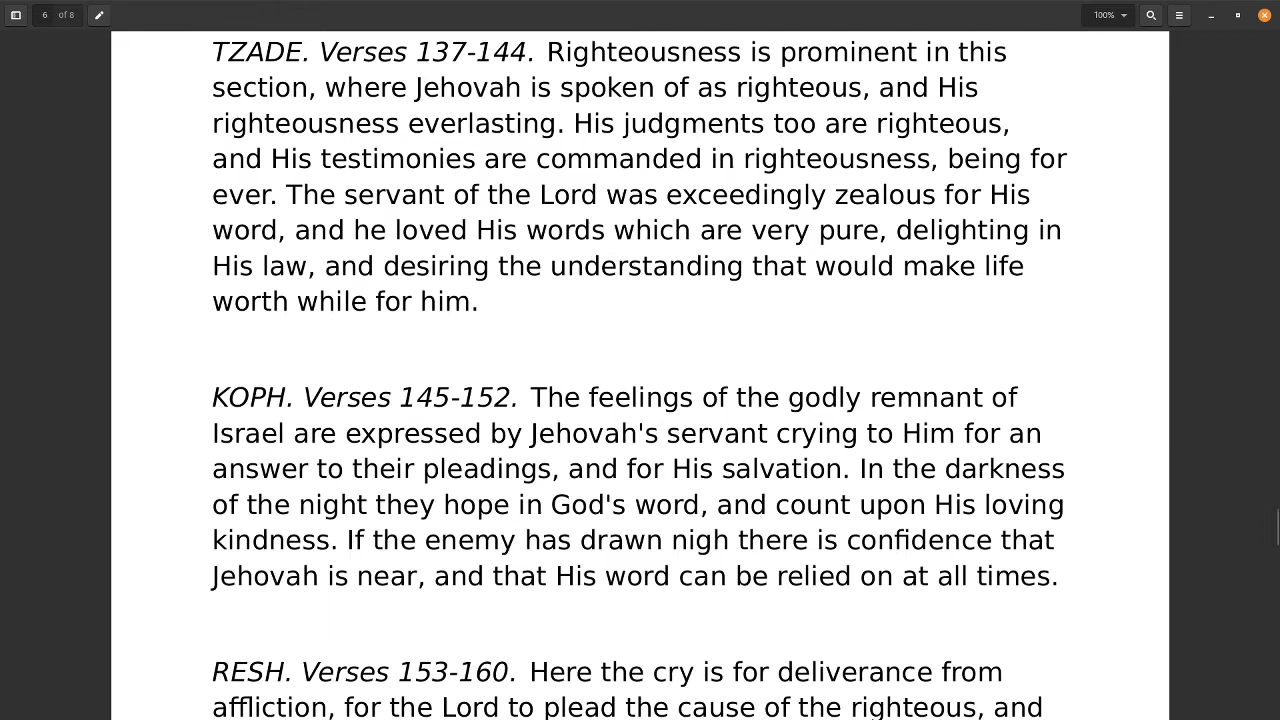 6 of 8
100%
TZADE. Verses 137-144. Righteousness is prominent in this
section, where Jehovah is spoken of as righteous, and His
righteousness everlasting. His judgments too are righteous,
and His testimonies are commanded in righteousness, being for
ever. The servant of the Lord was exceedingly zealous for His
word, and he loved His words which are very pure, delighting in
His law, and desiring the understanding that would make life
worth while for him.
KOPH. Verses 145-152. The feelings of the godly remnant of
Israel are expressed by Jehovah's servant crying to Him for an
answer to their pleadings, and for His salvation. In the darkness
of the night they hope in God's word, and count upon His loving
kindness. If the enemy has drawn nigh there is confidence that
Jehovah is near, and that His word can be relied on at all times.
RESH. Verses 153-160. Here the cry is for deliverance from
affliction, for the Lord to plead the cause of the righteous, and